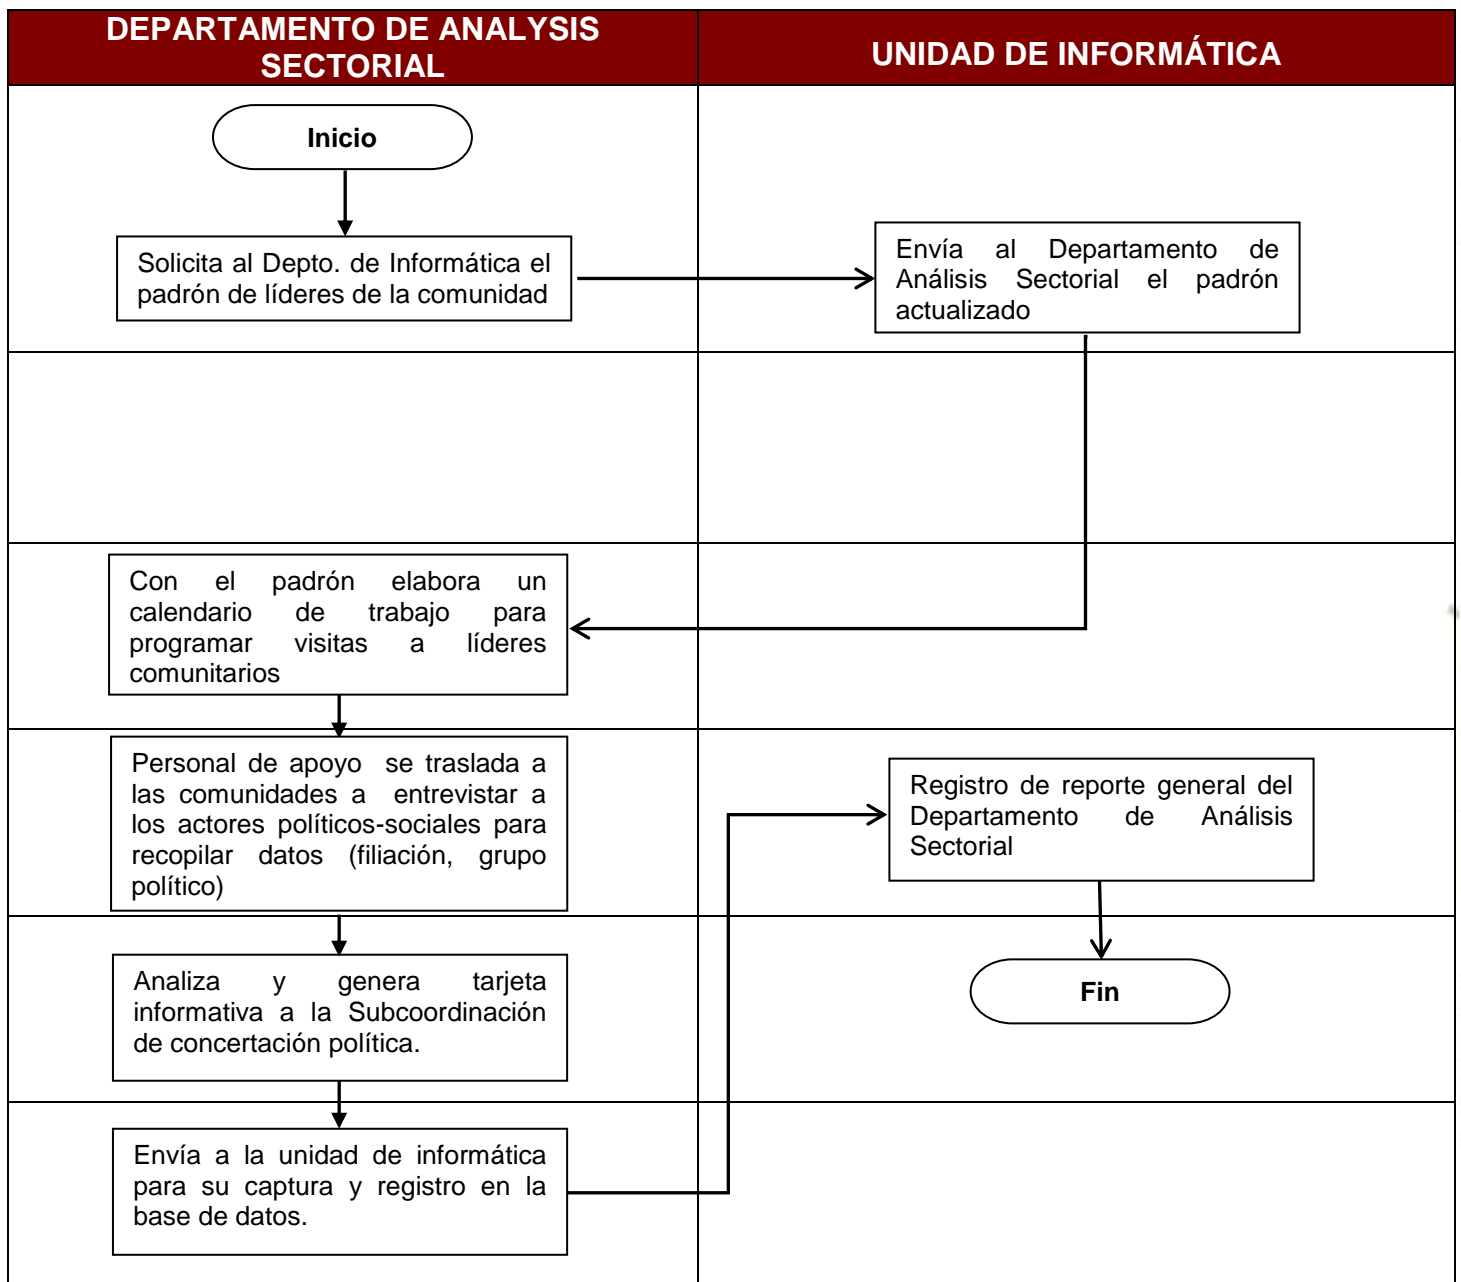 DEPARTAMENTO DE ANALYSIS
SECTORIAL
UNIDAD DE INFORMÁTICA
Inicio
Solicita al Depto. de Informática el
padrón de líderes de la comunidad
Envía al Departamento de
Análisis Sectorial el padrón
actualizado
Con el padrón elabora un
calendario de trabajo para
programar visitas a líderes
comunitarios
Personal de apoyo se traslada a
las comunidades a entrevistar a
los actores políticos-sociales para
recopilar datos (filiación, grupo
político)
Registro de reporte general del
Departamento de Análisis
Sectorial
Analiza y genera tarjeta
informativa a la Subcoordinación
de concertación política.
Fin
Envía a la unidad de informática
para su captura y registro en la
base de datos.